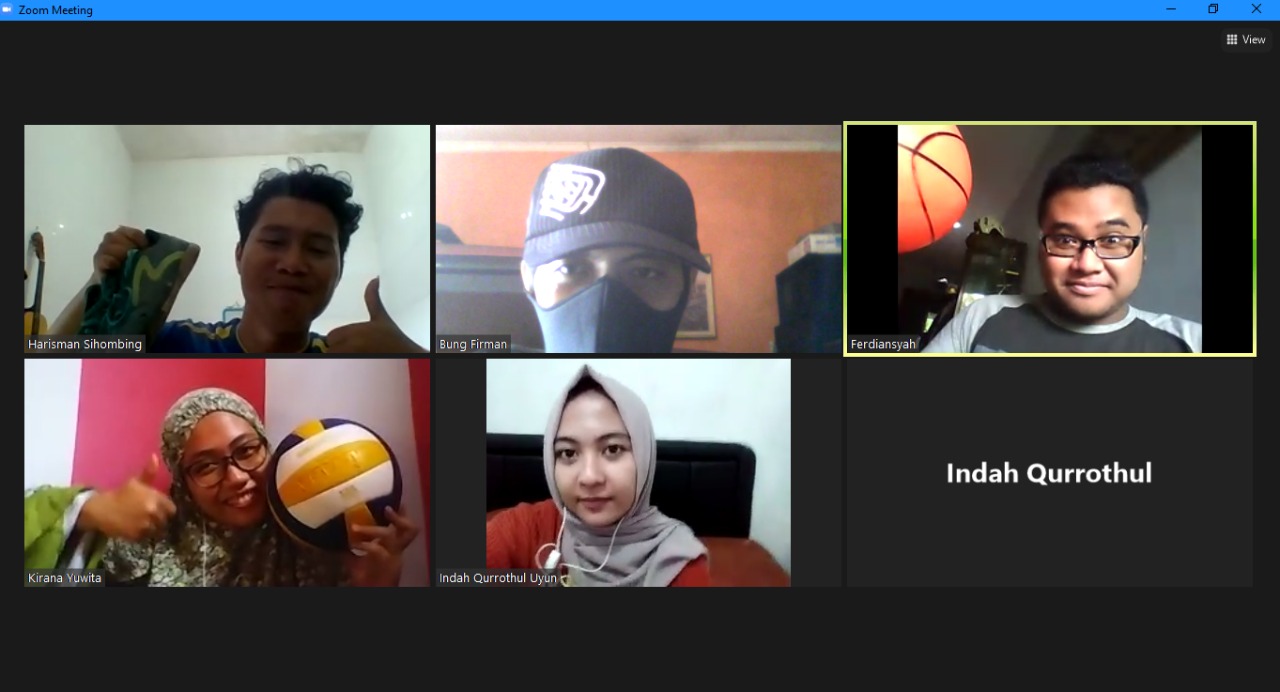 Zoom Meeting
View
Harisman Sihombing
Bung Firman
Ferdiansyah
Kirana Yuwita
Indah Qurrothul Uyun
Indah Qurrothul